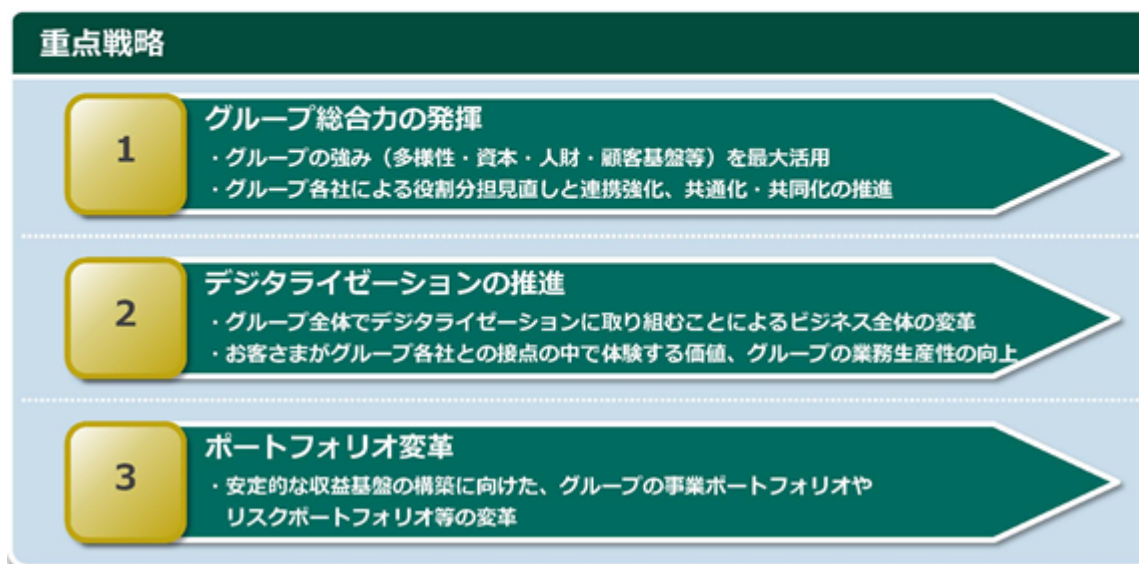 重点戦略
1
グループ総合力の発揮
・グループの強み（多様性・資本・人財・顧客基盤等）を最大活用
・グループ各社による役割分担見直しと連携強化、共通化・共同化の推進
2
デジタライゼーションの推進
・グループ全体でデジタライゼーションに取り組むことによるビジネス全体の変革
・お客さまがグループ各社との接点の中で体験する価値、グループの業務生産性の向上
3
ポートフォリオ変革
・安定的な収益基盤の構築に向けた、グループの事業ポートフォリオや
リスクポートフォリオ等の変革